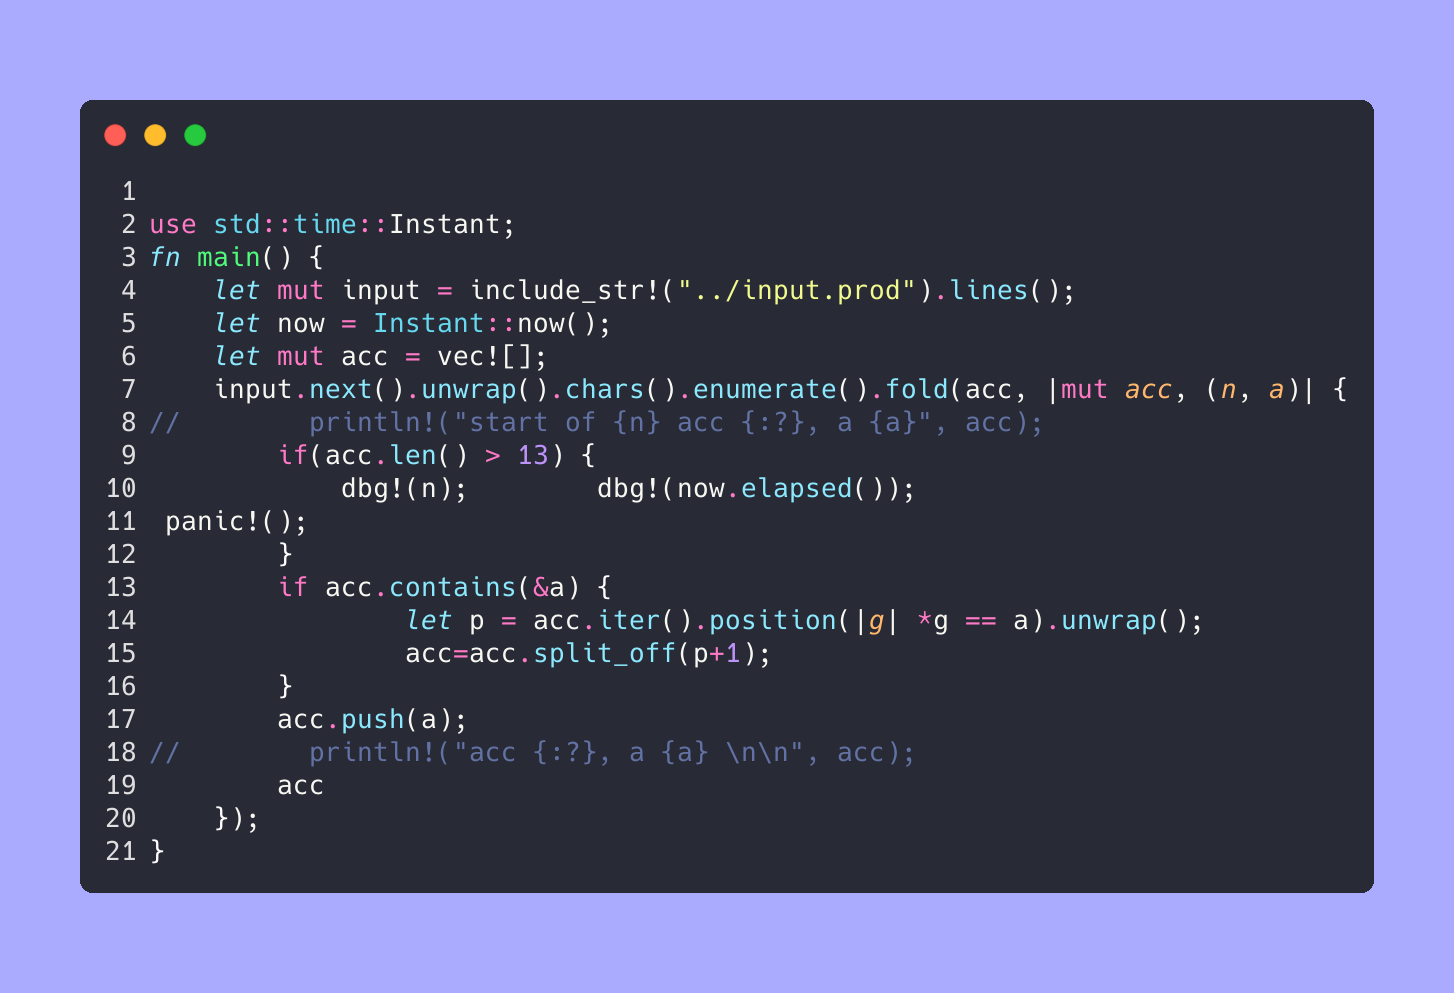 1
2 use std::time::Instant;
3 fn main() {
4     let mut input = include_str!("../input.prod").lines();
5     let now = Instant::now();
6     let mut acc = vec![];
7     input.next().unwrap().chars().enumerate().fold(acc, |mut acc, (n, a)| {
8 //        println!("start of {n} acc {:?}, a {a}", acc);
9         if(acc.len() > 13) {
10             dbg!(n);        dbg!(now.elapsed());
11  panic!();
12         }
13         if acc.contains(&a) {
14                 let p = acc.iter().position(|g| *g == a).unwrap();
15                 acc=acc.split_off(p+1);
16         }
17         acc.push(a);
18 //        println!("acc {:?}, a {a} \n\n", acc);
19         acc
20     });
21 }